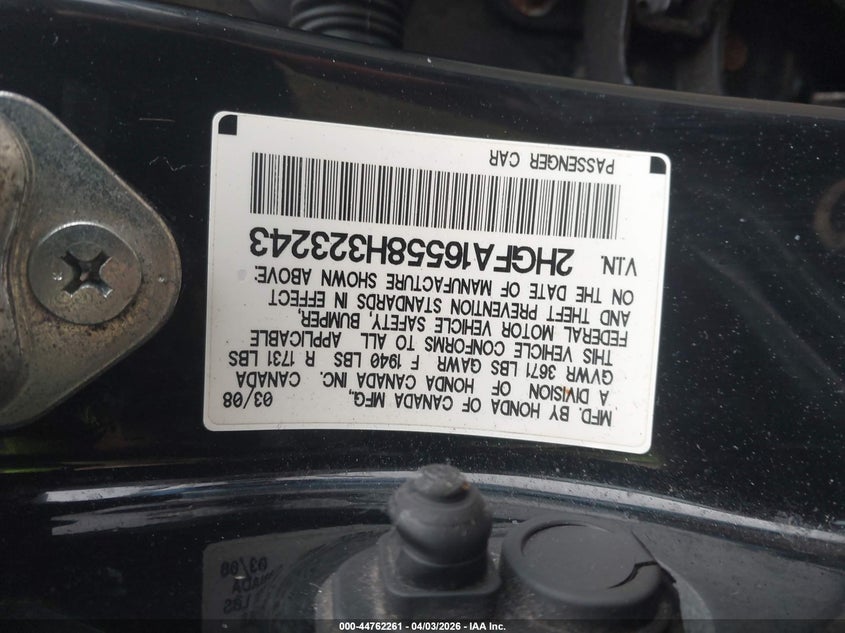 MFD. BY HONDA OF CANADA MFG., 03/08
A DIVISION OF HONDA CANADA INC. CANADA
GVWR 3671 LBS GAWR F 1940 LBS R 1731 LBS
THIS VEHICLE CONFORMS TO ALL APPLICABLE
FEDERAL MOTOR VEHICLE SAFETY, BUMPER,
AND THEFT PREVENTION STANDARDS IN EFFECT
ON THE DATE OF MANUFACTURE SHOWN ABOVE.
V.I.N. 2HGFA16558H323243
PASSENGER CAR
03/08
000-44762261 - 04/03/2026 - IAA Inc.